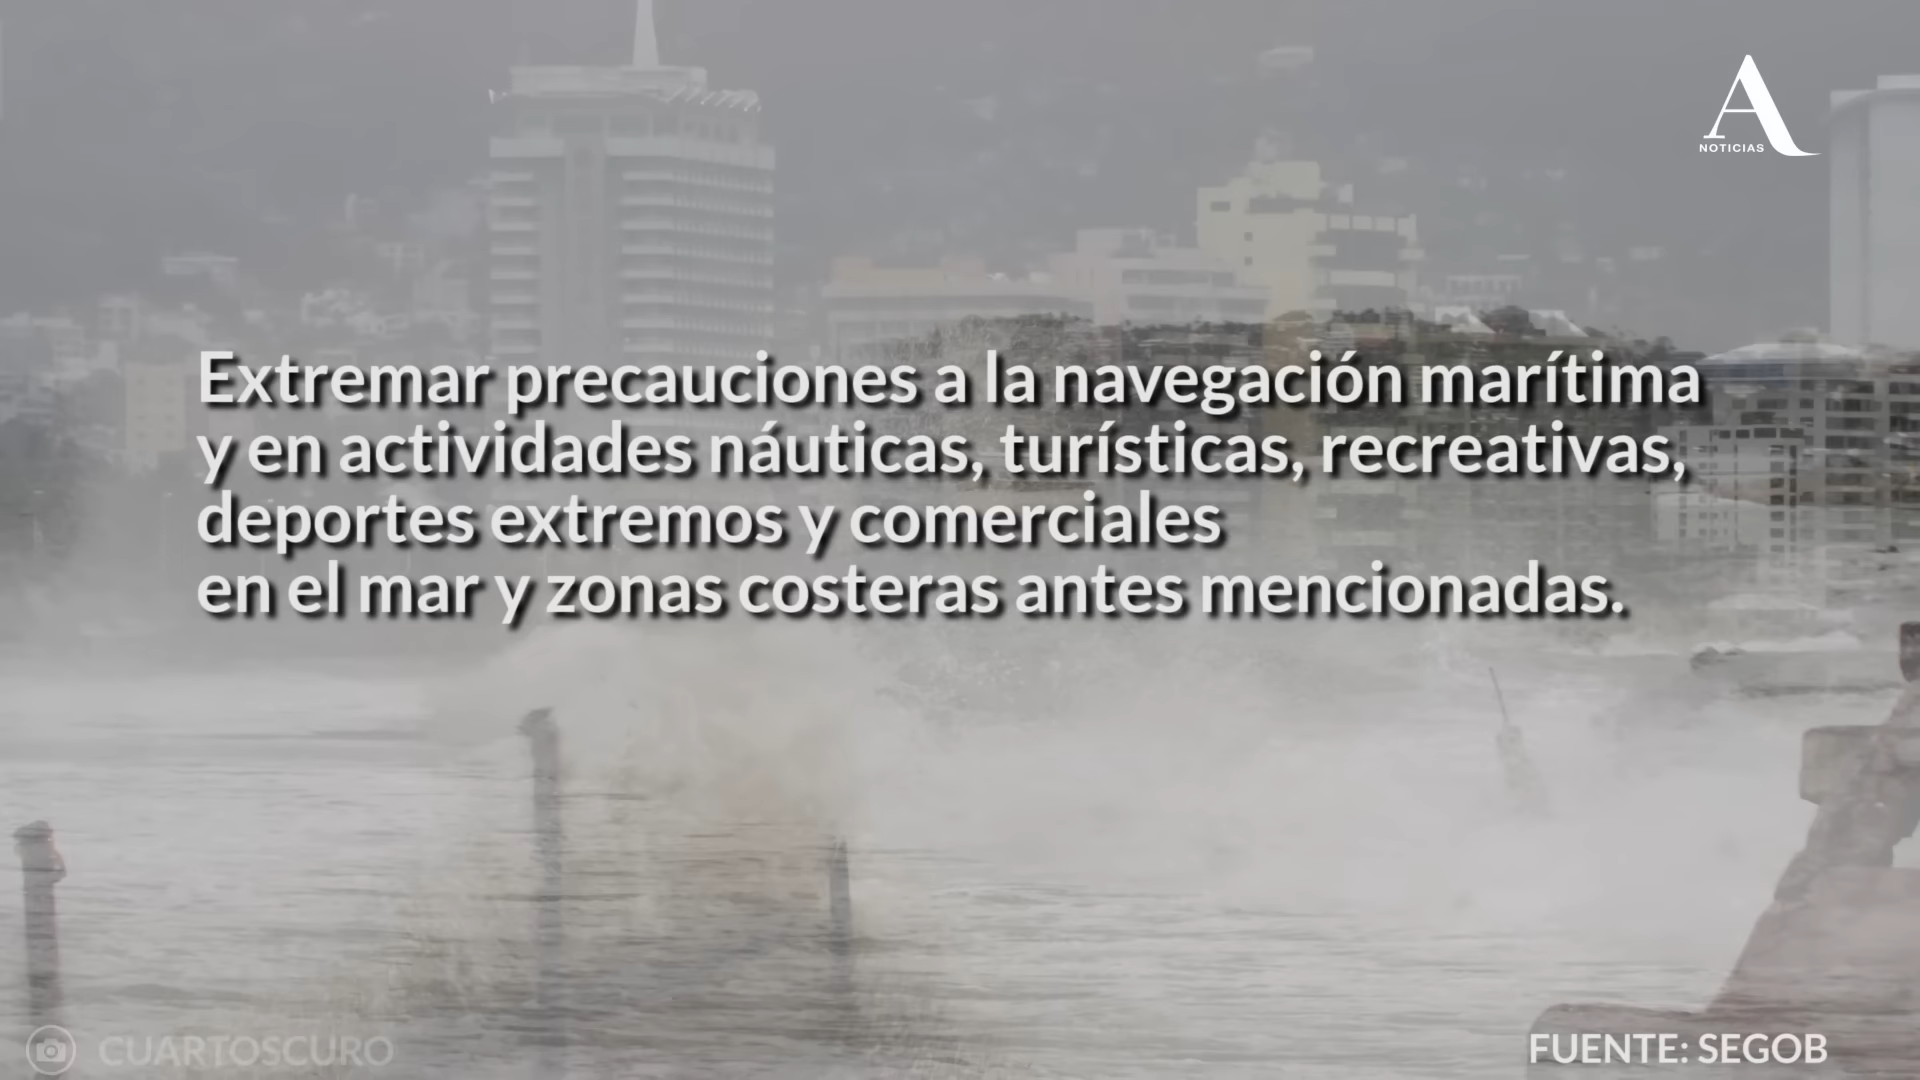 A
NOTICIAS
Extremar precauciones a la navegación marítima
y en actividades náuticas, turísticas, recreativas,
deportes extremos y comerciales
en el mar y zonas costeras antes mencionadas.
CUARTOSCURO
FUENTE: SEGOB